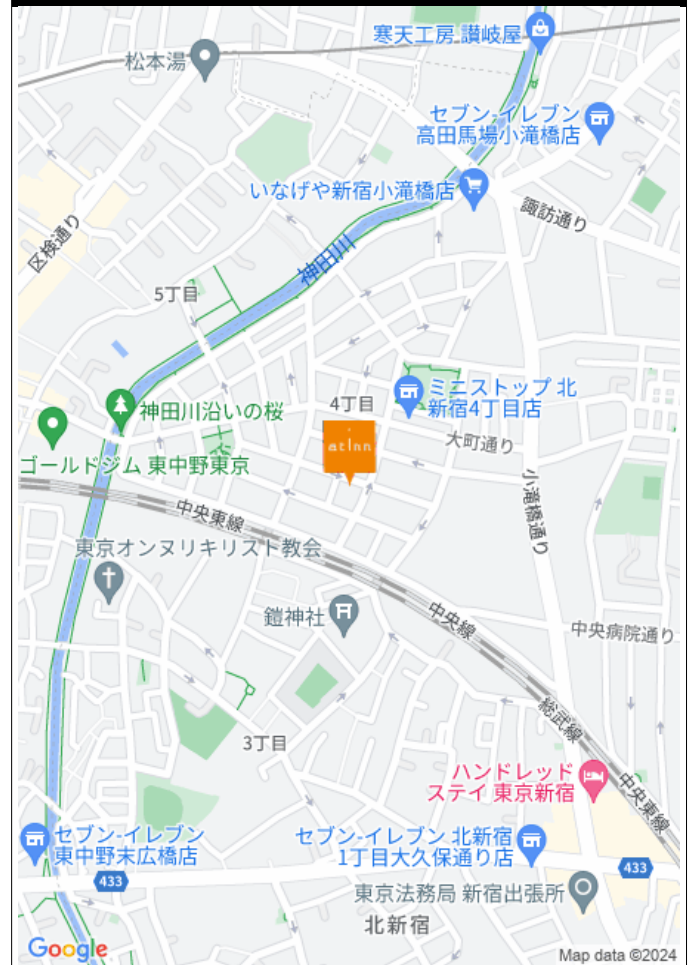 寒天工房 讃岐屋
松本湯
セブン-イレブン
高田馬場小滝橋店
いなげや新宿小滝橋店
諏訪通り
区検通り
神田川
5丁目
4丁目
ミニストップ 北
新宿4丁目店
神田川沿いの桜
atinn
大町通り
ゴールドジム 東中野東京
小滝橋通り
中央東線
東京オンヌリキリスト教会
鎧神社
中央線
中央病院通り
総武線
3丁目
ハンドレッド
ステイ 東京新宿
中央東線
セブン-イレブン
東中野末広橋店
セブン-イレブン 北新宿
1丁目大久保通り店
433
433
東京法務局 新宿出張所
北新宿
Google
Map data ©2024